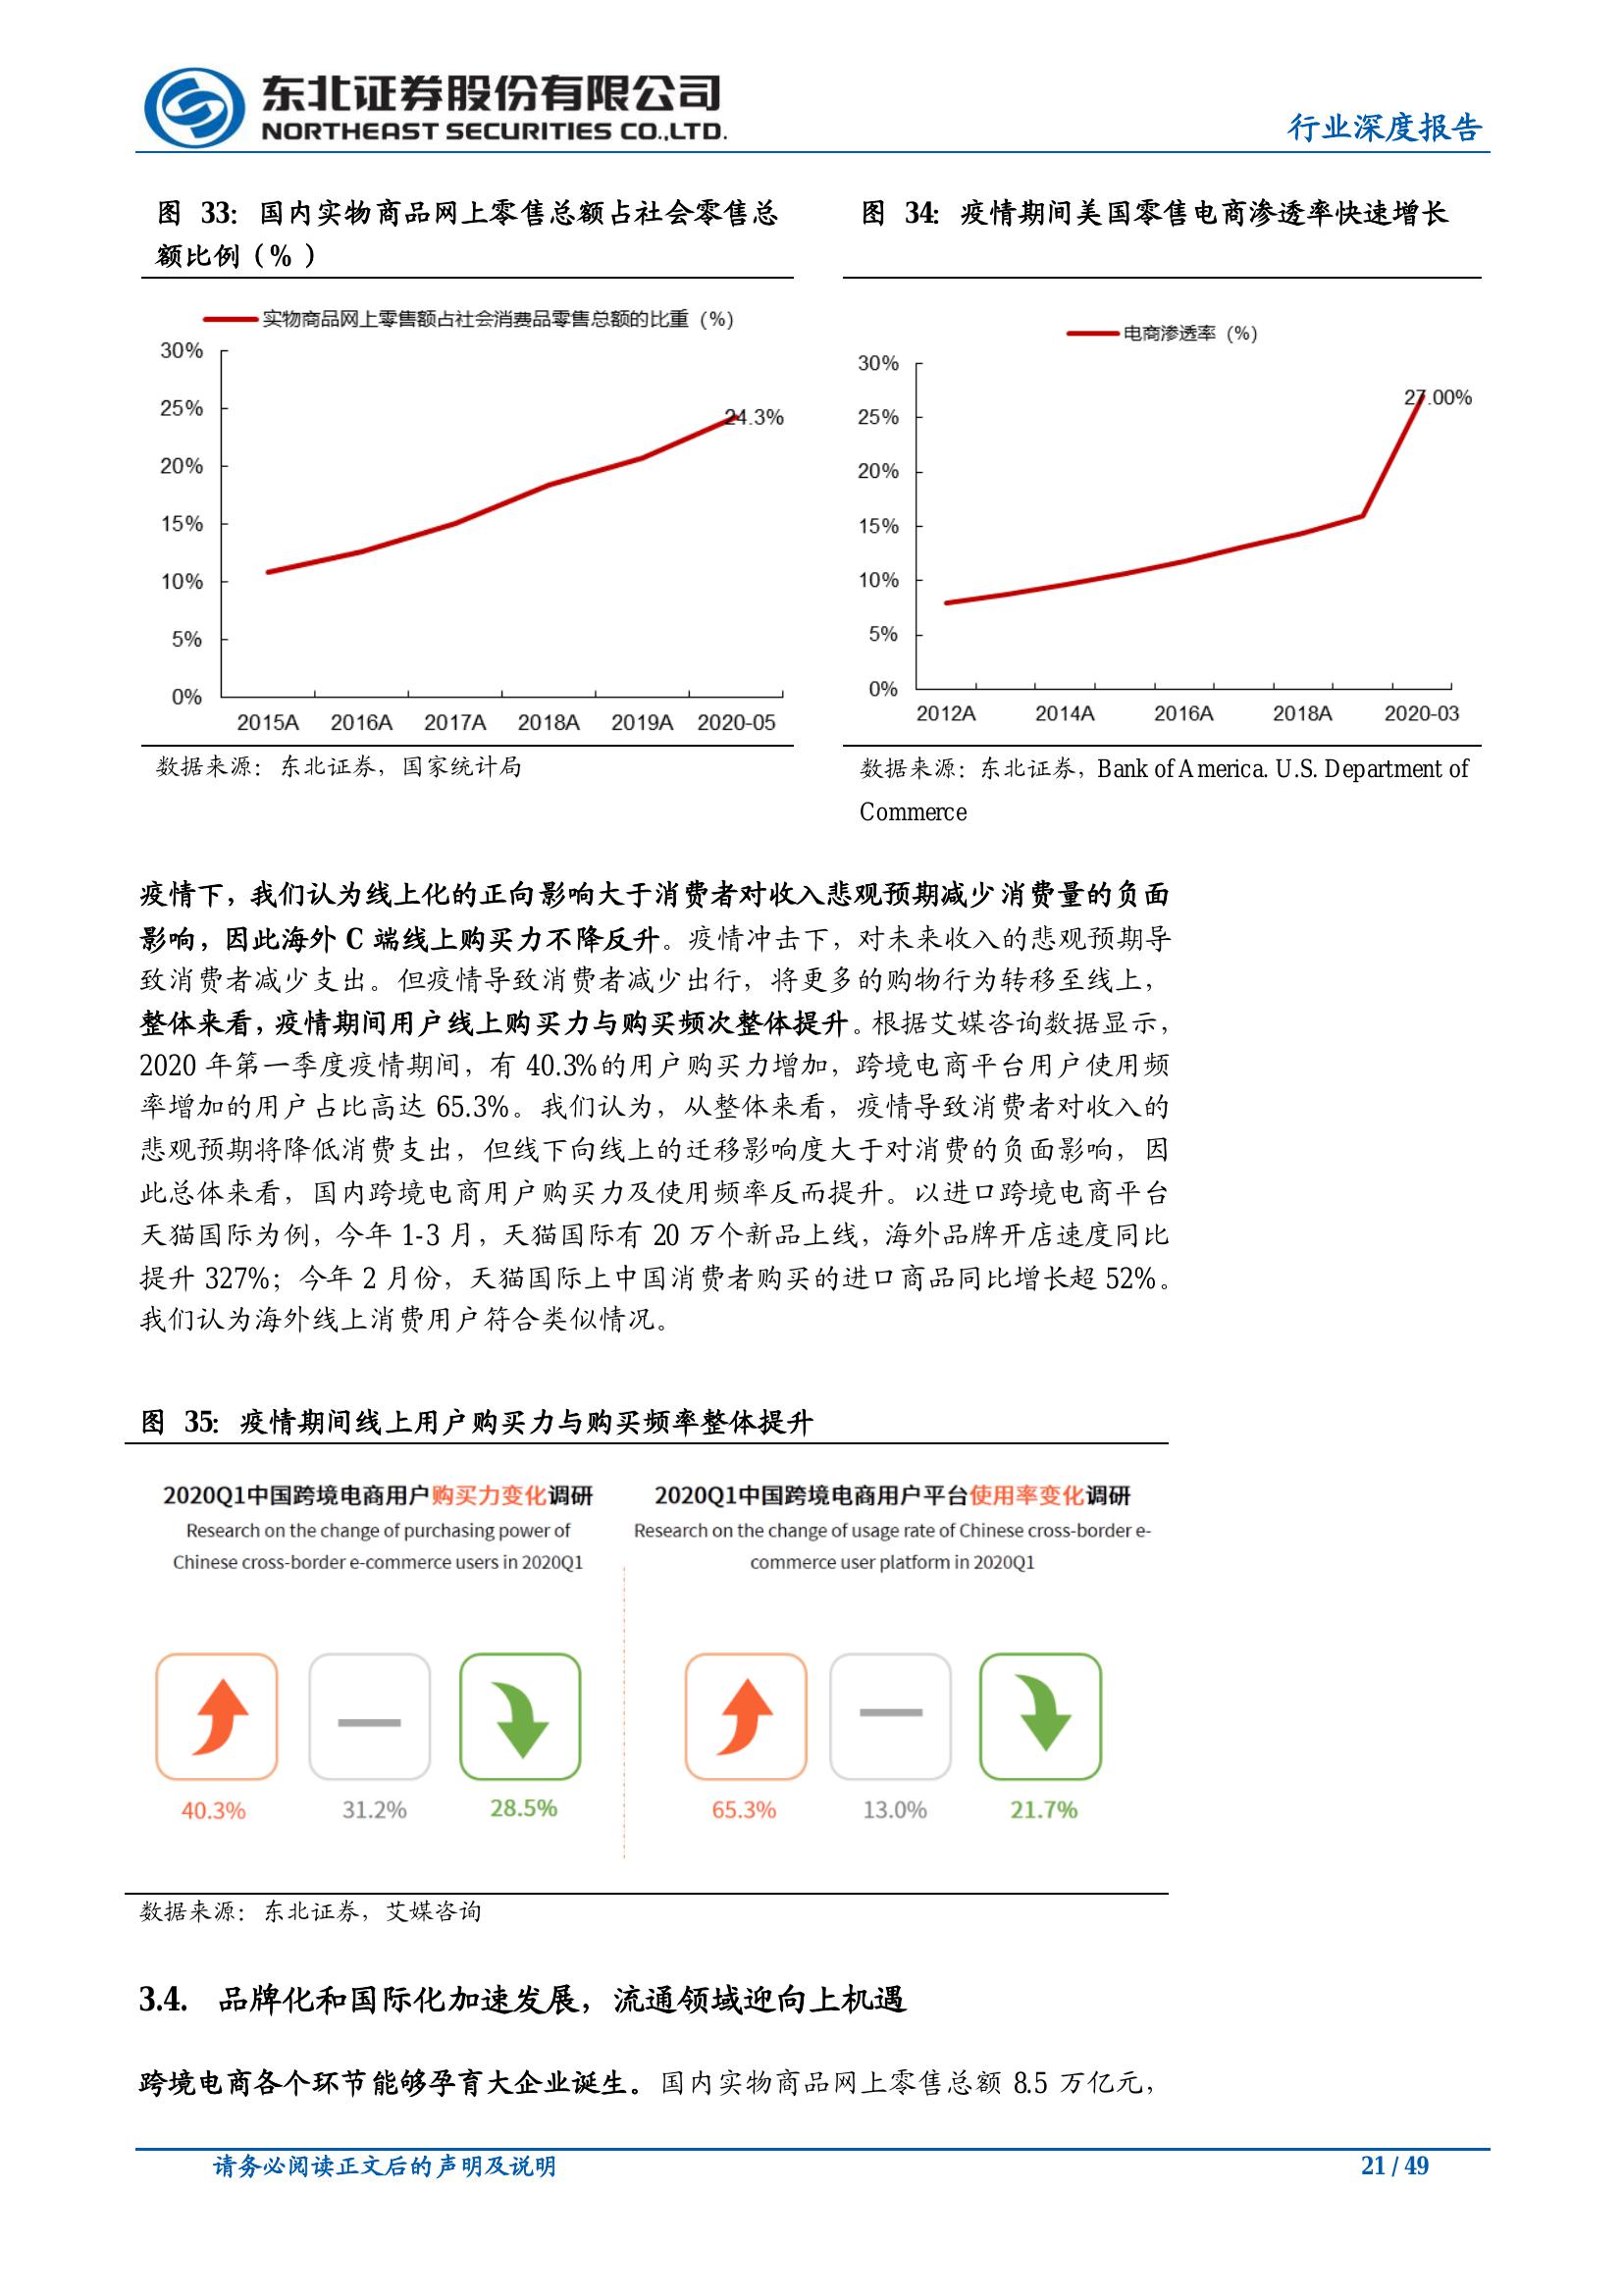 东北证券股份有限公司
NORTHEAST SECURITIES CO.,LTD.
行业深度报告
图 33：国内实物商品网上零售总额占社会零售总
额比例（%）
实物商品网上零售额占社会消费品零售总额的比重（%）
30%
25%
20%
15%
10%
5%
0%
24.3%
2015A 2016A 2017A 2018A 2019A 2020-05
数据来源：东北证券，国家统计局
图 34：疫情期间美国零售电商渗透率快速增长
电商渗透率（%）
30%
25%
20%
15%
10%
5%
0%
27.00%
2012A 2014A 2016A 2018A 2020-03
数据来源：东北证券，Bank of America. U.S. Department of
Commerce
疫情下，我们认为线上化的正向影响大于消费者对收入悲观预期减少消费量的负面
影响，因此海外 C 端线上购买力不降反升。疫情冲击下，对未来收入的悲观预期导
致消费者减少支出。但疫情导致消费者减少出行，将更多的购物行为转移至线上，
整体来看，疫情期间用户线上购买力与购买频次整体提升。根据艾媒咨询数据显示，
2020 年第一季度疫情期间，有 40.3%的用户购买力增加，跨境电商平台用户使用频
率增加的用户占比高达 65.3%。我们认为，从整体来看，疫情导致消费者对收入的
悲观预期将降低消费支出，但线下向线上的迁移影响度大于对消费的负面影响，因
此总体来看，国内跨境电商用户购买力及使用频率反而提升。以进口跨境电商平台
天猫国际为例，今年 1-3 月，天猫国际有 20 万个新品上线，海外品牌开店速度同比
提升 327%；今年 2 月份，天猫国际上中国消费者购买的进口商品同比增长超 52%。
我们认为海外线上消费用户符合类似情况。
图 35：疫情期间线上用户购买力与购买频率整体提升
2020Q1中国跨境电商用户购买力变化调研
Research on the change of purchasing power of
Chinese cross-border e-commerce users in 2020Q1
40.3% 31.2% 28.5%
2020Q1中国跨境电商用户平台使用率变化调研
Research on the change of usage rate of Chinese cross-border e-
commerce user platform in 2020Q1
65.3% 13.0% 21.7%
数据来源：东北证券，艾媒咨询
3.4. 品牌化和国际化加速发展，流通领域迎向上机遇
跨境电商各个环节能够孕育大企业诞生。国内实物商品网上零售总额 8.5 万亿元，
请务必阅读正文后的声明及说明
21 / 49